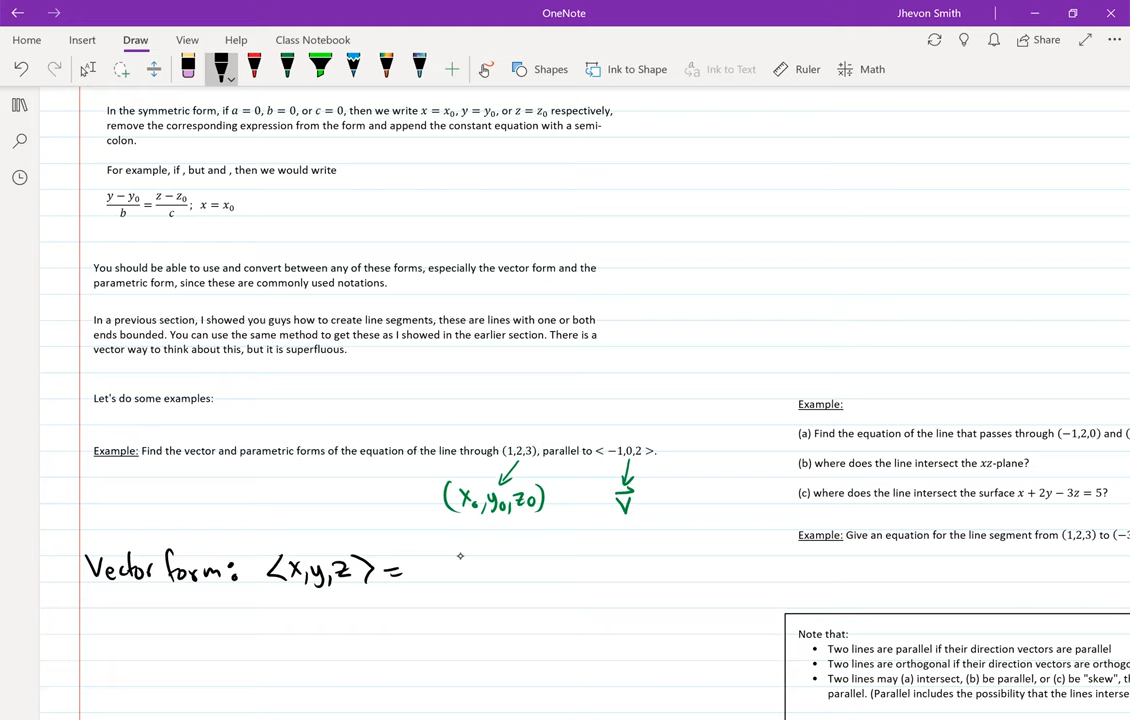 OneNote
Jhevon Smith
Home Insert Draw View Help Class Notebook
Share
Shapes Ink to Shape Ink to Text Ruler Math
In the symmetric form, if a = 0, b = 0, or c = 0, then we write x = x₀, y = y₀, or z = z₀ respectively,
remove the corresponding expression from the form and append the constant equation with a semi-
colon.
For example, if , but and , then we would write
(y − y₀)/b = (z − z₀)/c ; x = x₀
You should be able to use and convert between any of these forms, especially the vector form and the
parametric form, since these are commonly used notations.
In a previous section, I showed you guys how to create line segments, these are lines with one or both
ends bounded. You can use the same method to get these as I showed in the earlier section. There is a
vector way to think about this, but it is superfluous.
Let's do some examples:
Example: Find the vector and parametric forms of the equation of the line through (1,2,3), parallel to < −1,0,2 >.
(x₀,y₀,z₀) v⃗
Vector form: ⟨x,y,z⟩ =
Example:
(a) Find the equation of the line that passes through (−1,2,0) and (
(b) where does the line intersect the xz-plane?
(c) where does the line intersect the surface x + 2y − 3z = 5?
Example: Give an equation for the line segment from (1,2,3) to (−3
Note that:
• Two lines are parallel if their direction vectors are parallel
• Two lines are orthogonal if their direction vectors are orthogo
• Two lines may (a) intersect, (b) be parallel, or (c) be "skew", t
parallel. (Parallel includes the possibility that the lines interse